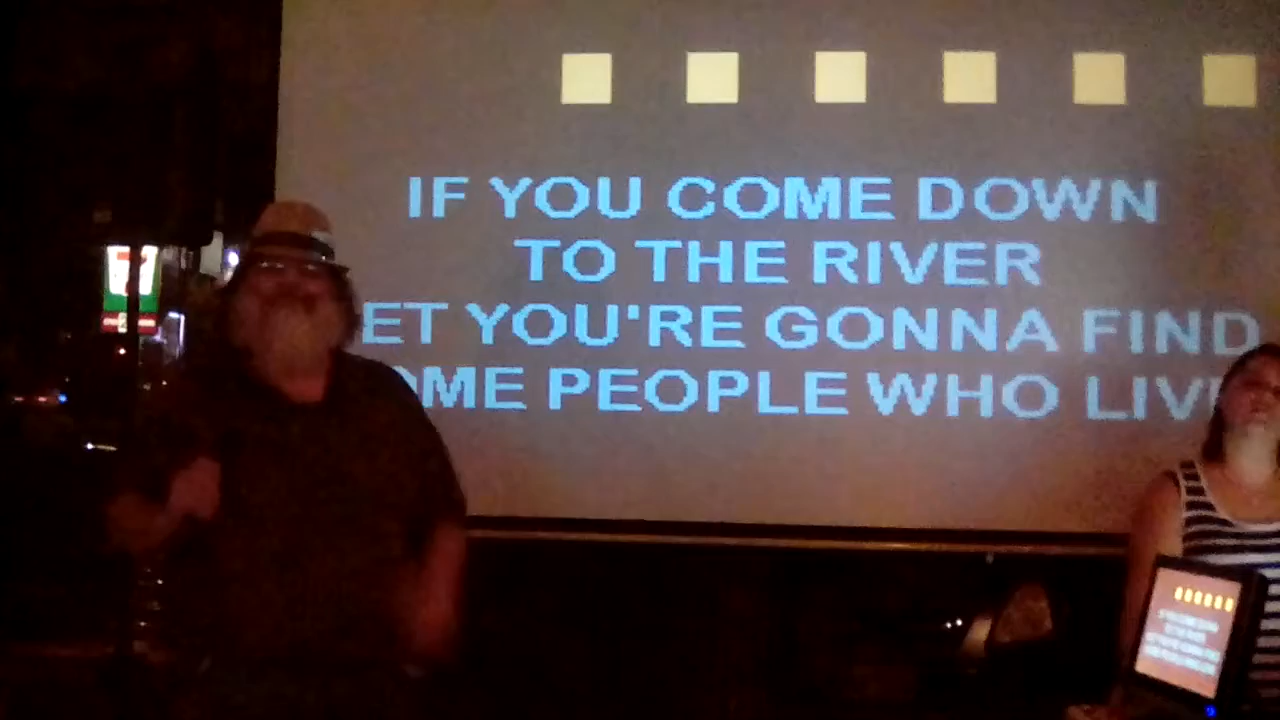 IF YOU COME DOWN
TO THE RIVER
ET YOU'RE GONNA FIND
OME PEOPLE WHO LIV